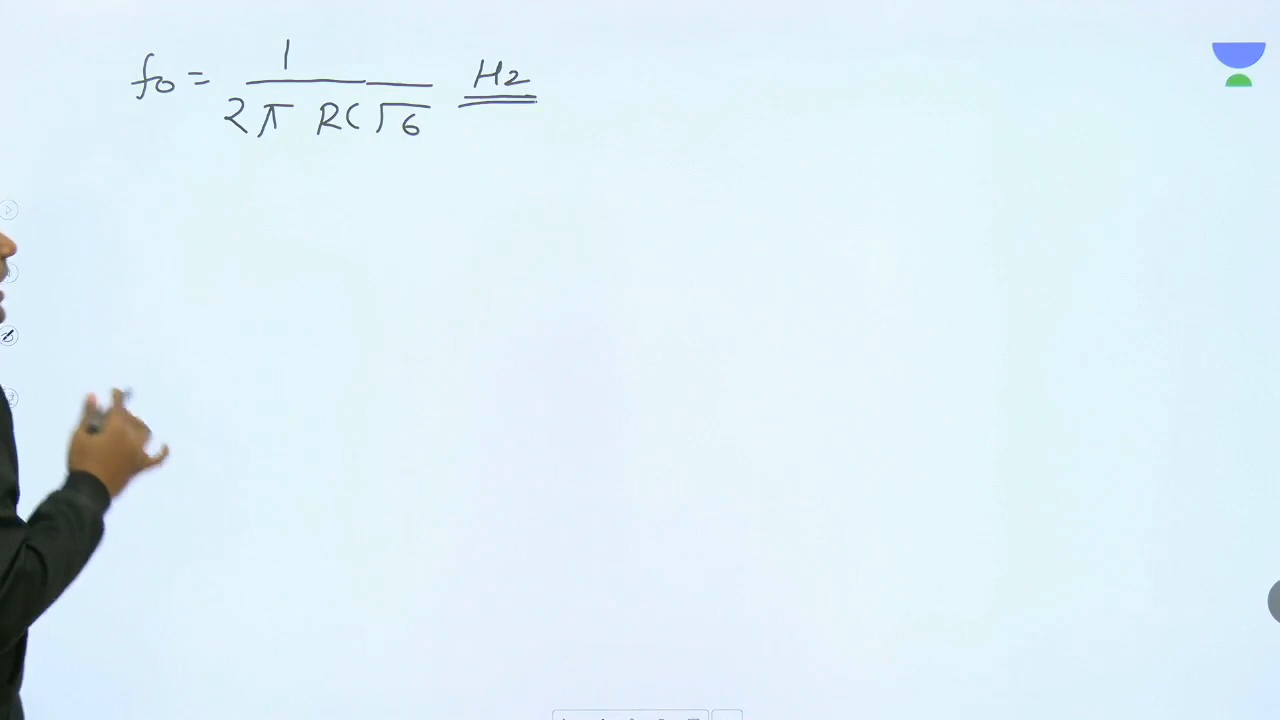 f₀ = 1 / 2π RC√6 Hz